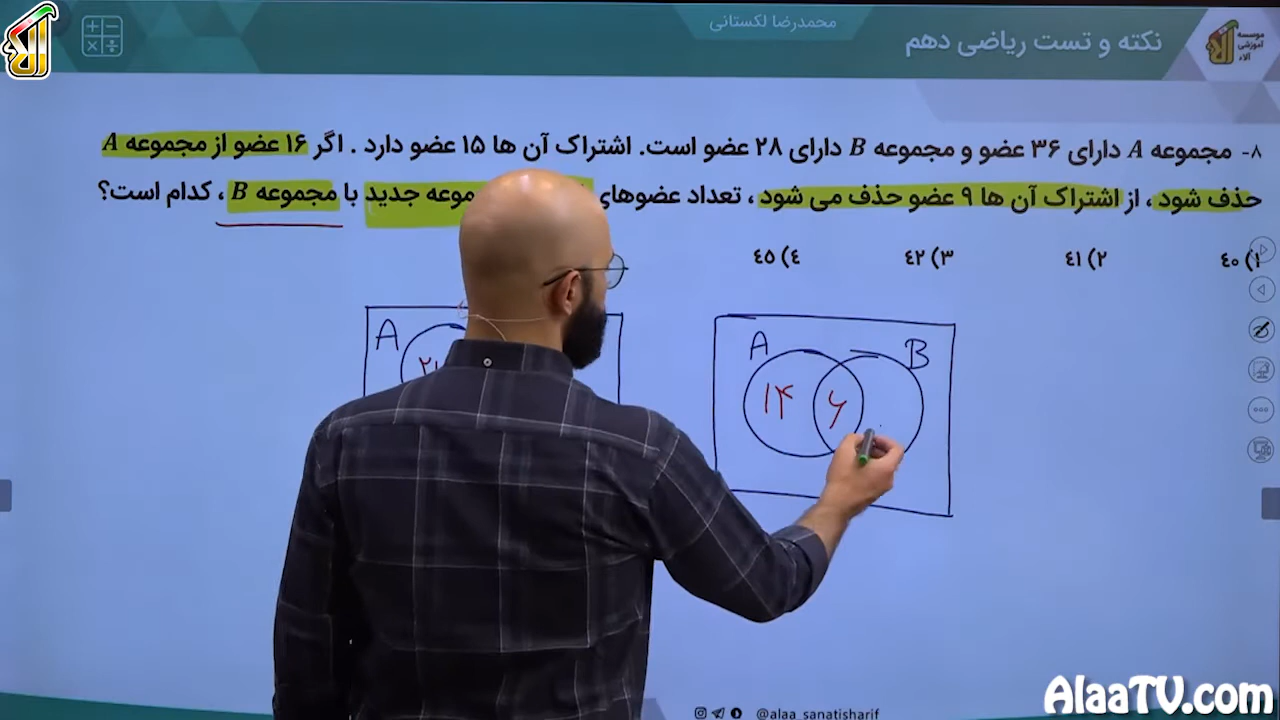 محمدرضا لکستانی
نکته و تست ریاضی دهم
موسسه
آموزشی
آلاء
۸- مجموعه A دارای ۳۶ عضو و مجموعه B دارای ۲۸ عضو است. اشتراک آن ها ۱۵ عضو دارد . اگر ۱۶ عضو از مجموعه A
حذف شود ، از اشتراک آن ها ۹ عضو حذف می شود ، تعداد عضوهای جدید با مجموعه B ، کدام است؟
۱) ۴۰ ۲) ۴۱ ۳) ۴۲ ۴) ۴۵
A
A B
۱۴ ۶
@alaa_sanatisharif
AlaaTV.com